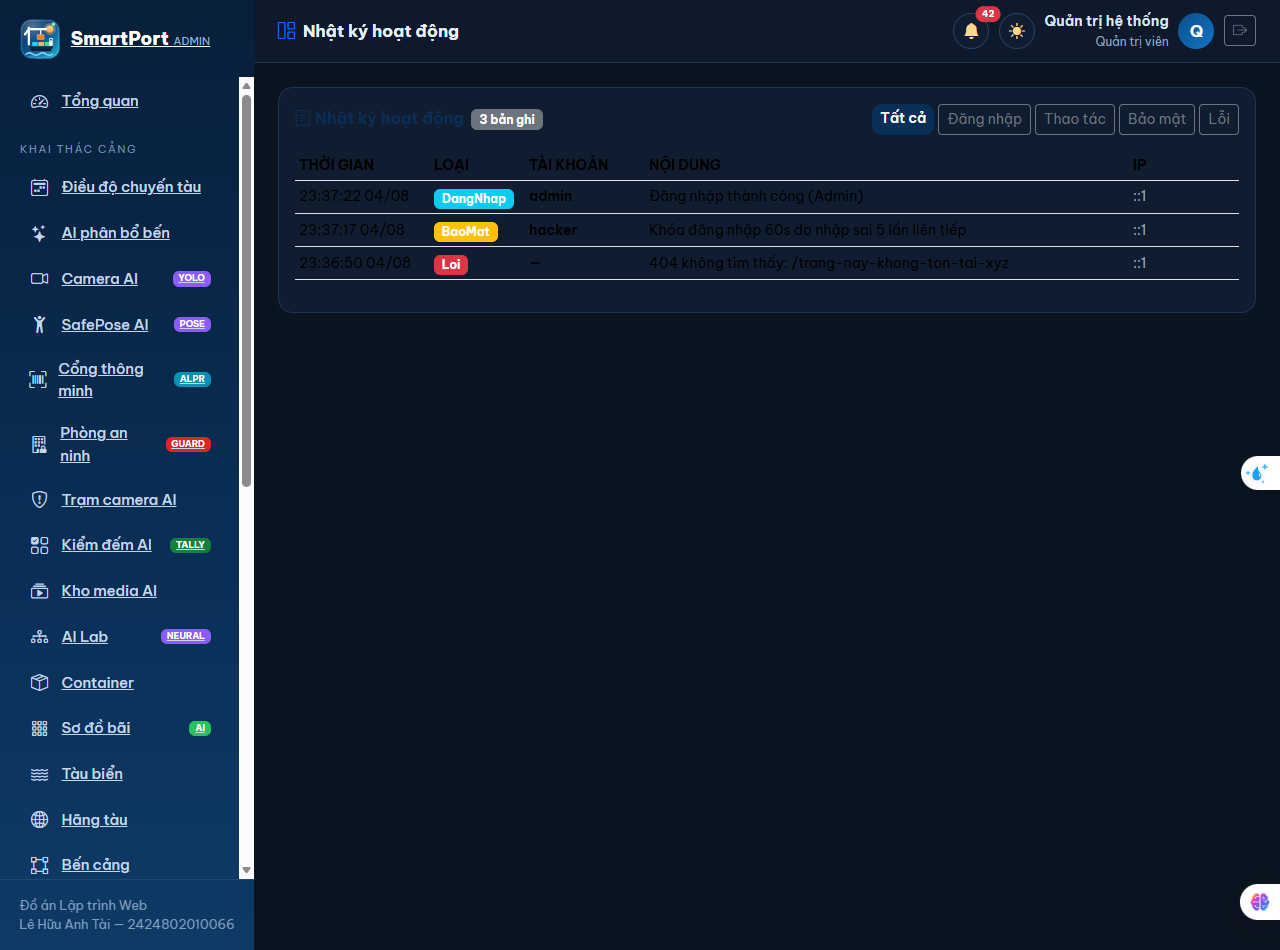 SmartPort ADMIN
Tổng quan
KHAI THÁC CẢNG
Điều độ chuyến tàu
AI phân bổ bến
Camera AI YOLO
SafePose AI POSE
Cổng thông
minh ALPR
Phòng an
ninh GUARD
Trạm camera AI
Kiểm đếm AI TALLY
Kho media AI
AI Lab NEURAL
Container
Sơ đồ bãi AI
Tàu biển
Hãng tàu
Bến cảng
Đồ án Lập trình Web
Lê Hữu Anh Tài — 2424802010066
Nhật ký hoạt động
42
Quản trị hệ thống
Quản trị viên
Q
Nhật ký hoạt động 3 bản ghi
Tất cả Đăng nhập Thao tác Bảo mật Lỗi
THỜI GIAN LOẠI TÀI KHOẢN NỘI DUNG IP
23:37:22 04/08 DangNhap admin Đăng nhập thành công (Admin) ::1
23:37:17 04/08 BaoMat hacker Khóa đăng nhập 60s do nhập sai 5 lần liên tiếp ::1
23:36:50 04/08 Loi — 404 không tìm thấy: /trang-nay-khong-ton-tai-xyz ::1